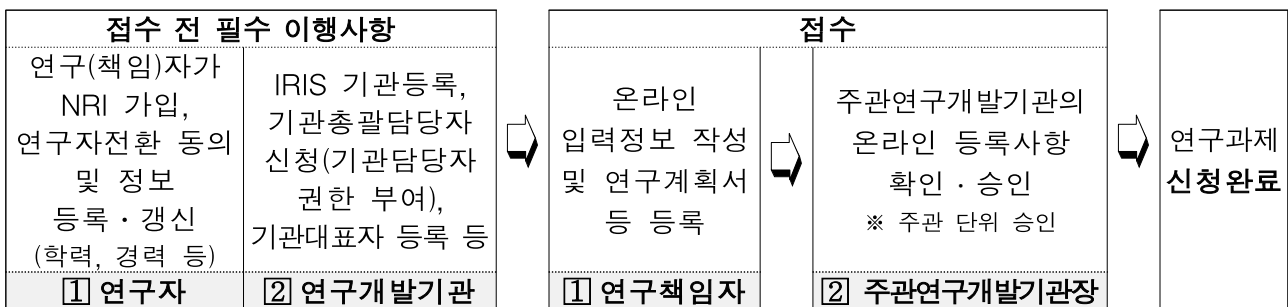 접수 전 필수 이행사항
연구(책임)자가
NRI 가입,
연구자전환 동의
및 정보
등록·갱신
(학력, 경력 등)
1 연구자
IRIS 기관등록,
기관총괄담당자
신청(기관담당자
권한 부여),
기관대표자 등록 등
2 연구개발기관
접수
온라인
입력정보 작성
및 연구계획서
등 등록
1 연구책임자
주관연구개발기관의
온라인 등록사항
확인·승인
※ 주관 단위 승인
2 주관연구개발기관장
연구과제
신청완료